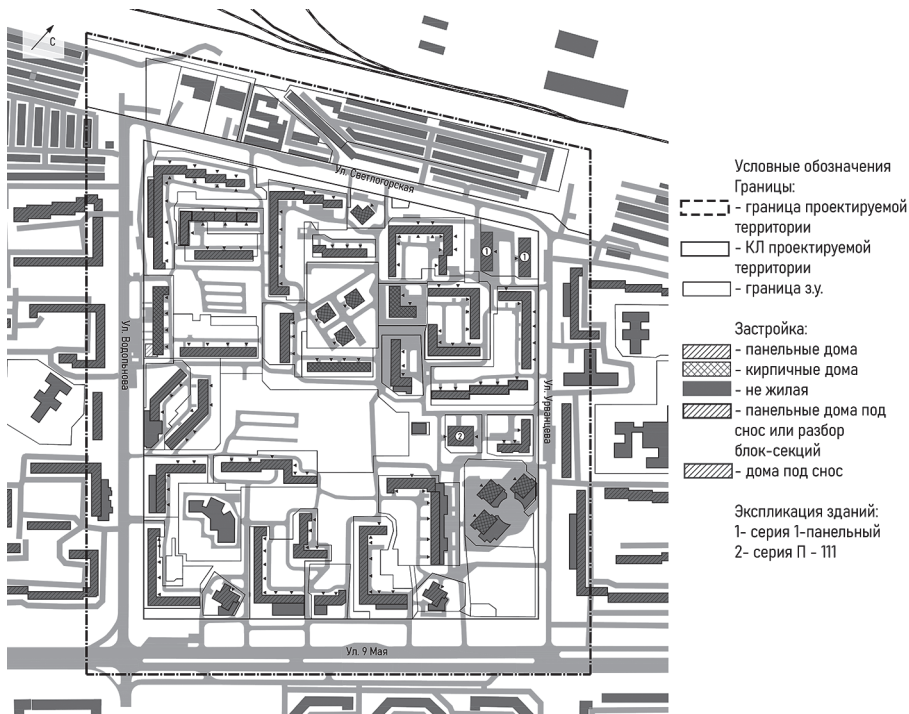 С
Ул. Светлогорская
Ул. Водопьянова
Ул. Урванцева
1
1
2
Ул. 9 Мая
Условные обозначения
Границы:
- граница проектируемой
территории
- КЛ проектируемой
территории
- граница з.у.
Застройка:
- панельные дома
- кирпичные дома
- не жилая
- панельные дома под
снос или разбор
блок-секций
- дома под снос
Экспликация зданий:
1- серия 1-панельный
2- серия П - 111